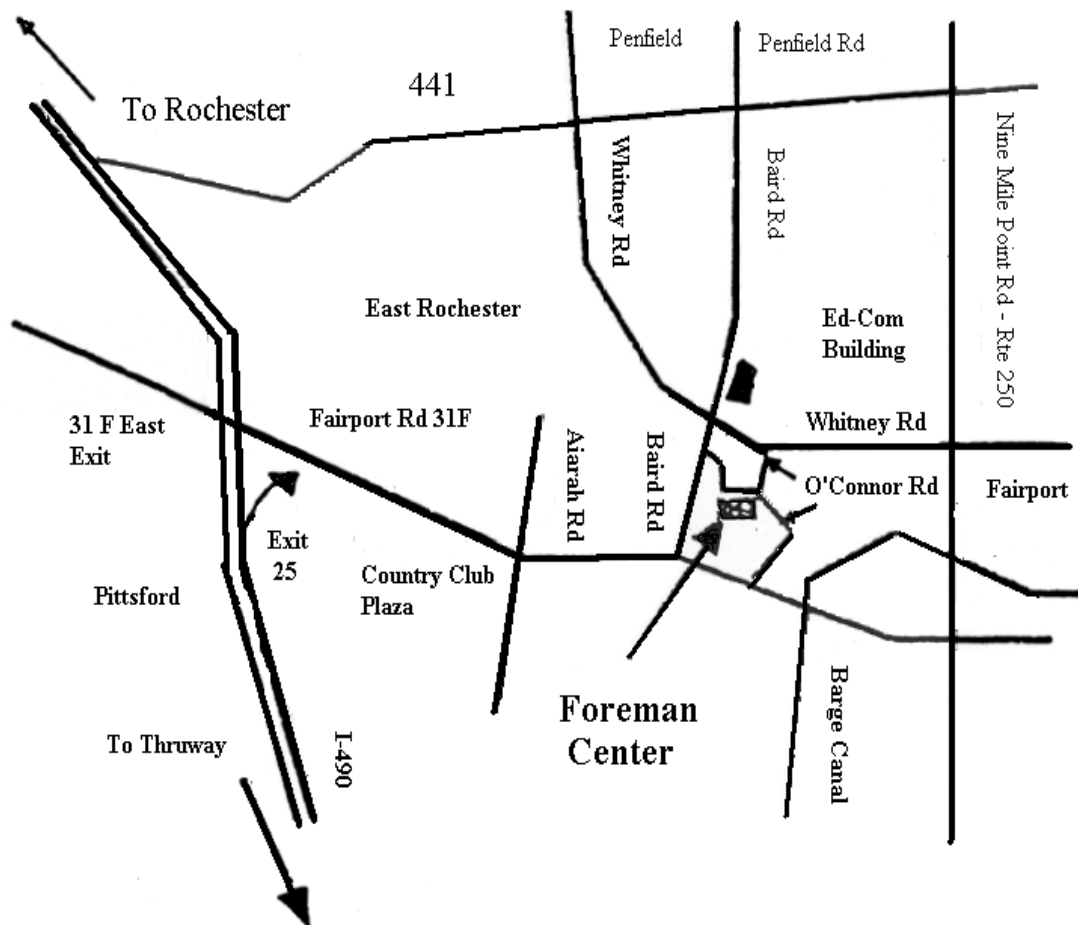 Penfield
Penfield Rd
441
To Rochester
Whitney Rd
Baird Rd
Nine Mile Point Rd - Rte 250
East Rochester
Ed-Com
Building
31 F East
Exit
Fairport Rd 31F
Aiarah Rd
Baird Rd
Whitney Rd
O'Connor Rd
Fairport
Exit
25
Country Club
Plaza
Pittsford
Foreman
Center
Barge Canal
To Thruway
I-490